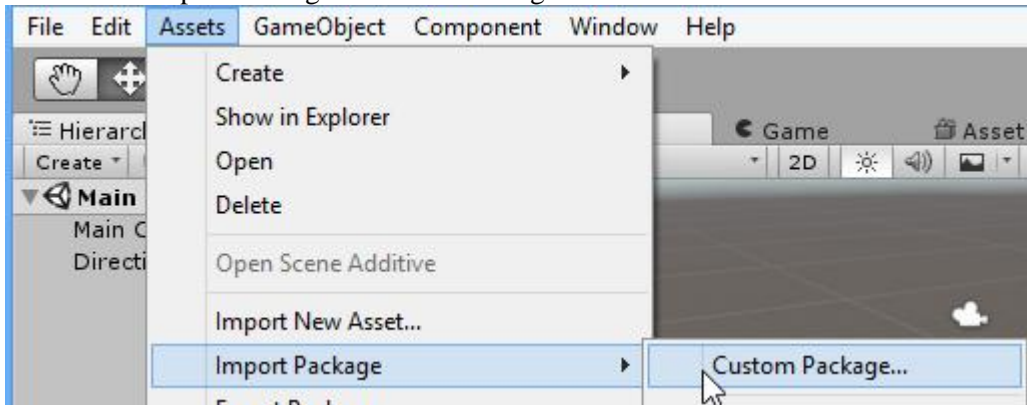 File Edit Assets GameObject Component Window Help
Create
Show in Explorer
Hierarcl
Game
Asset
Create
Open
2D
Main
Delete
Main C
Directi
Open Scene Additive
Import New Asset...
Import Package
Custom Package...